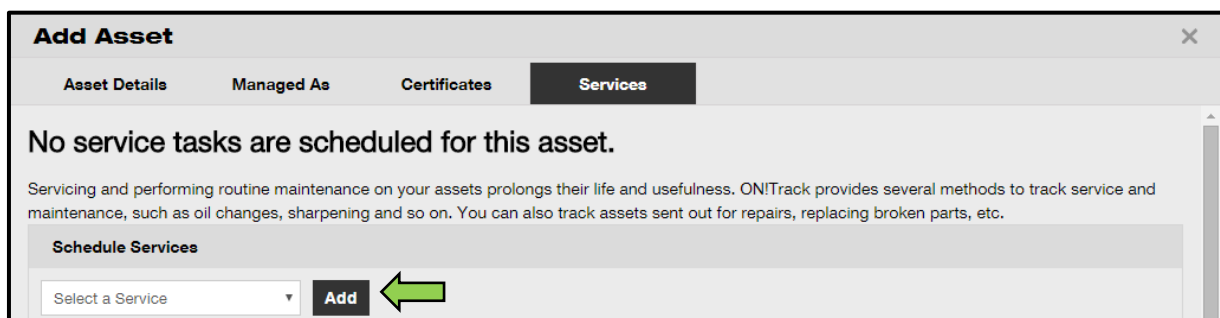 Add Asset
Asset Details Managed As Certificates Services
No service tasks are scheduled for this asset.
Servicing and performing routine maintenance on your assets prolongs their life and usefulness. ON!Track provides several methods to track service and
maintenance, such as oil changes, sharpening and so on. You can also track assets sent out for repairs, replacing broken parts, etc.
Schedule Services
Select a Service Add